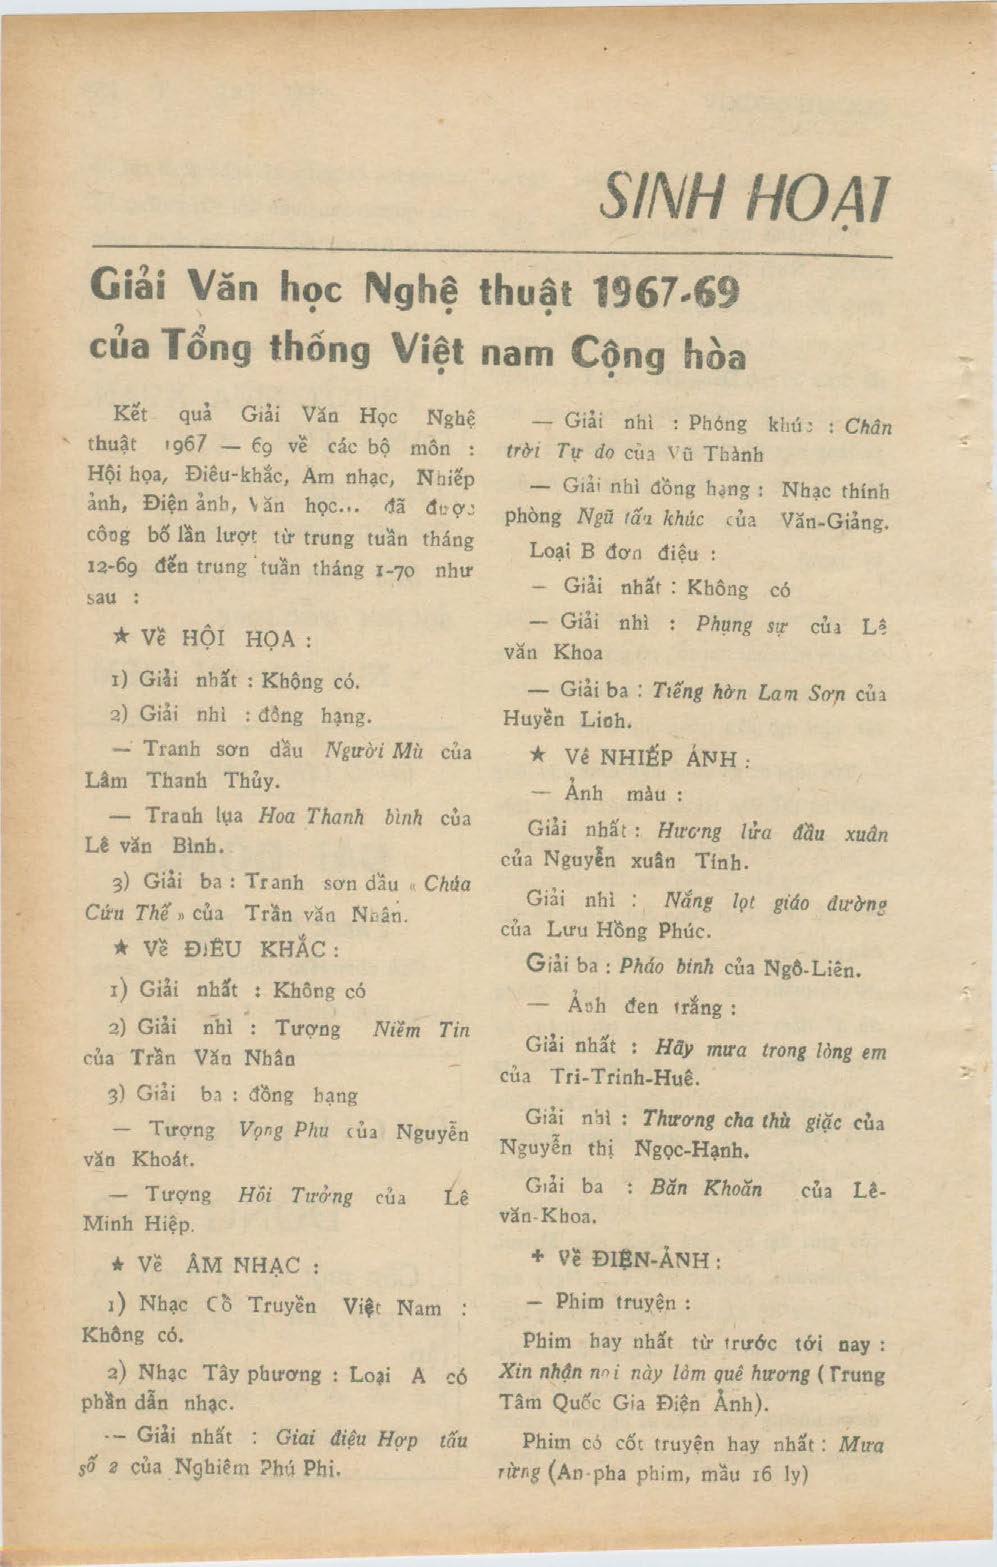 SINH HOẠT
Giải Văn học Nghệ thuật 1967-69
của Tổng thống Việt nam Cộng hòa
Kết quả Giải Văn Học Nghệ
thuật 1967 — 69 về các bộ môn :
Hội họa, Điêu-khắc, Âm nhạc, Nhiếp
ảnh, Điện ảnh, Văn học... đã được
công bố lần lượt từ trung tuần tháng
12-69 đến trung tuần tháng 1-70 như
sau :
★ Về HỘI HỌA :
1) Giải nhất : Không có.
2) Giải nhì : đồng hạng.
— Tranh sơn dầu Người Mù của
Lâm Thanh Thủy.
— Tranh lụa Hoa Thanh bình của
Lê văn Bình.
3) Giải ba : Tranh sơn dầu « Chúa
Cứu Thế » của Trần văn Nhân.
★ Về ĐIÊU KHẮC :
1) Giải nhất : Không có
2) Giải nhì : Tượng Niềm Tin
của Trần Văn Nhân
3) Giải ba : đồng hạng
— Tượng Vọng Phu của Nguyễn
văn Khoát.
— Tượng Hồi Tưởng của Lê
Minh Hiệp.
★ Về ÂM NHẠC :
1) Nhạc Cổ Truyền Việt Nam :
Không có.
2) Nhạc Tây phương : Loại A có
phần dẫn nhạc.
— Giải nhất : Giai điệu Hợp tấu
số 2 của Nghiêm Phú Phi.
— Giải nhì : Phóng khúc : Chân
trời Tự do của Vũ Thành
— Giải nhì đồng hạng : Nhạc thính
phòng Ngũ tấu khúc của Văn-Giảng.
Loại B đơn điệu :
— Giải nhất : Không có
— Giải nhì : Phụng sự của Lê
văn Khoa
— Giải ba : Tiếng hờn Lam Sơn của
Huyền Linh.
★ Về NHIẾP ẢNH :
— Ảnh màu :
Giải nhất : Hương lửa đầu xuân
của Nguyễn xuân Tính.
Giải nhì : Nắng lọt giáo đường
của Lưu Hồng Phúc.
Giải ba : Pháo binh của Ngô-Liên.
— Ảnh đen trắng :
Giải nhất : Hãy mưa trong lòng em
của Tri-Trinh-Huê.
Giải nhì : Thương cha thù giặc của
Nguyễn thị Ngọc-Hạnh.
Giải ba : Băn Khoăn của Lê-
văn-Khoa.
+ Về ĐIỆN-ẢNH :
— Phim truyện :
Phim hay nhất từ trước tới nay :
Xin nhận nơi này làm quê hương (Trung
Tâm Quốc Gia Điện Ảnh).
Phim có cốt truyện hay nhất : Mưa
rừng (An-pha phim, mầu 16 ly)